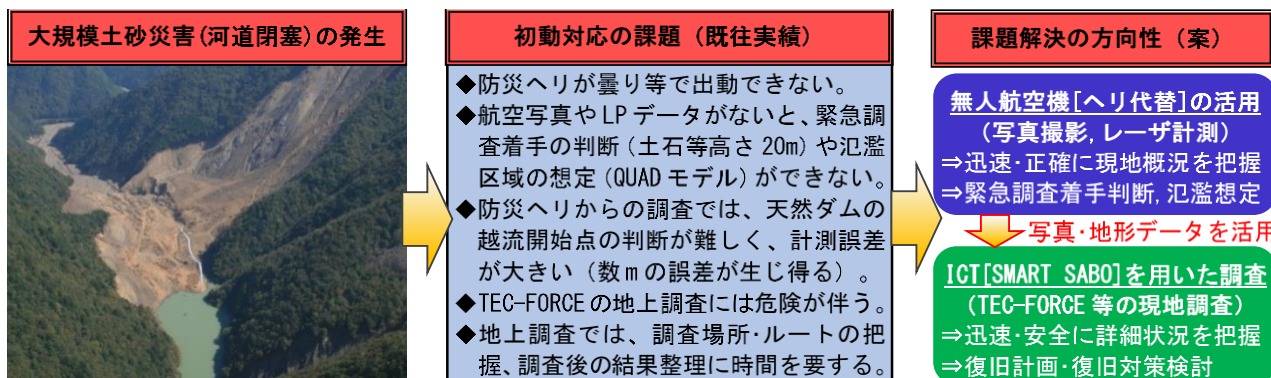 大規模土砂災害(河道閉塞)の発生
初動対応の課題（既往実績）
◆防災ヘリが曇り等で出動できない。
◆航空写真やLPデータがないと、緊急調
査着手の判断（土石等高さ20m）や氾濫
区域の想定(QUADモデル)ができない。
◆防災ヘリからの調査では、天然ダムの
越流開始点の判断が難しく、計測誤差
が大きい（数ｍの誤差が生じ得る）。
◆TEC-FORCEの地上調査には危険が伴う。
◆地上調査では、調査場所･ルートの把
握、調査後の結果整理に時間を要する。
課題解決の方向性（案）
無人航空機[ヘリ代替]の活用
(写真撮影,レーザ計測)
⇒迅速･正確に現地概況を把握
⇒緊急調査着手判断,氾濫想定
写真･地形データを活用
ICT[SMART SABO]を用いた調査
(TEC-FORCE等の現地調査)
⇒迅速･安全に詳細状況を把握
⇒復旧計画･復旧対策検討